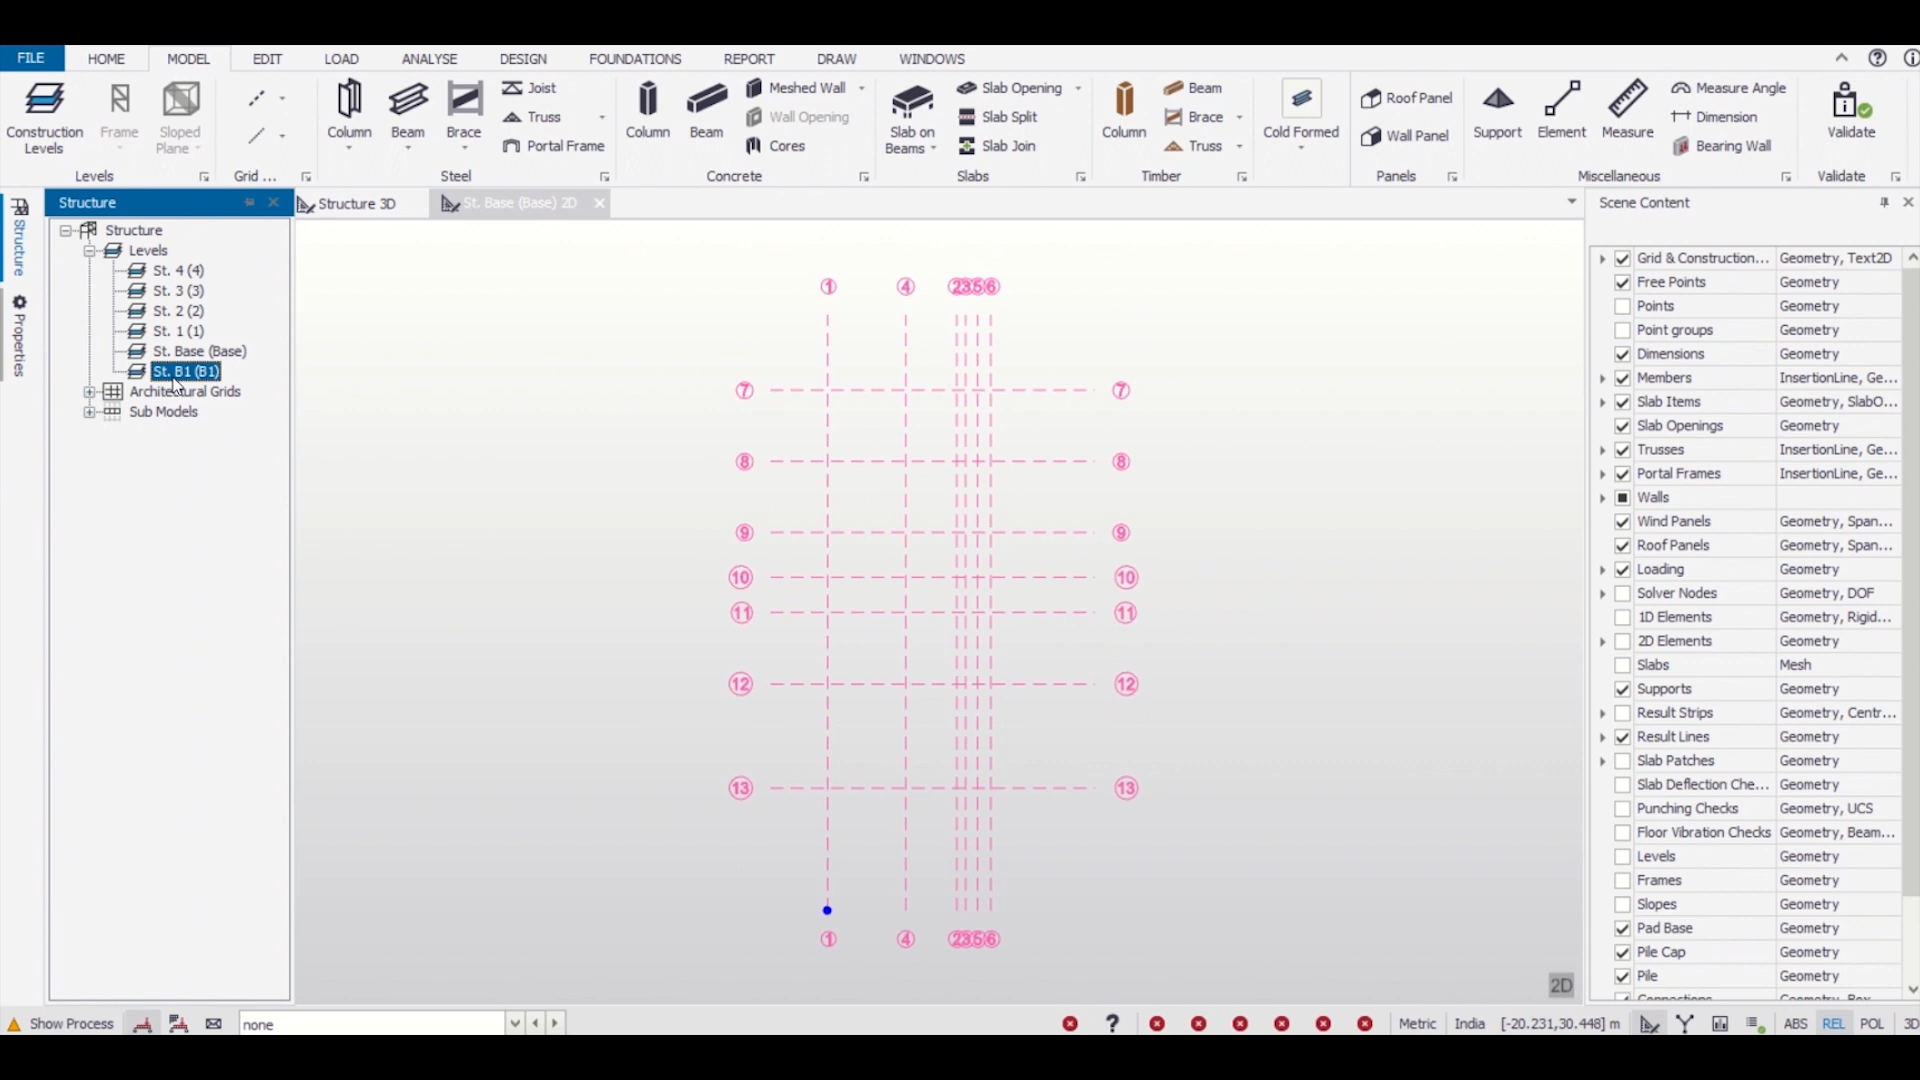 FILE HOME MODEL EDIT LOAD ANALYSE DESIGN FOUNDATIONS REPORT DRAW WINDOWS
Construction
Levels
Frame
Sloped
Plane
Levels
Grid ...
Column
Beam
Brace
Joist
Truss
Portal Frame
Steel
Column
Beam
Meshed Wall
Wall Opening
Cores
Concrete
Slab on
Beams
Slab Opening
Slab Split
Slab Join
Slabs
Column
Beam
Brace
Truss
Timber
Cold Formed
Roof Panel
Wall Panel
Panels
Support
Element
Measure
Measure Angle
Dimension
Bearing Wall
Miscellaneous
Validate
Validate
Structure
Properties
Structure
Structure
Levels
St. 4 (4)
St. 3 (3)
St. 2 (2)
St. 1 (1)
St. Base (Base)
St. B1 (B1)
Architectural Grids
Sub Models
Structure 3D
St. Base (Base) 2D
1 4 2 3 5 6
7 7
8 8
9 9
10 10
11 11
12 12
13 13
1 4 2 3 5 6
2D
Scene Content
Grid & Construction... Geometry, Text2D
Free Points Geometry
Points Geometry
Point groups Geometry
Dimensions Geometry
Members InsertionLine, Ge...
Slab Items Geometry, SlabO...
Slab Openings Geometry
Trusses InsertionLine, Ge...
Portal Frames InsertionLine, Ge...
Walls
Wind Panels Geometry, Span...
Roof Panels Geometry, Span...
Loading Geometry
Solver Nodes Geometry, DOF
1D Elements Geometry, Rigid...
2D Elements Geometry
Slabs Mesh
Supports Geometry
Result Strips Geometry, Centr...
Result Lines Geometry
Slab Patches Geometry
Slab Deflection Che... Geometry
Punching Checks Geometry, UCS
Floor Vibration Checks Geometry, Beam...
Levels Geometry
Frames Geometry
Slopes Geometry
Pad Base Geometry
Pile Cap Geometry
Pile Geometry
Show Process none Metric India [-20.231,30.448] m ABS REL POL 3D